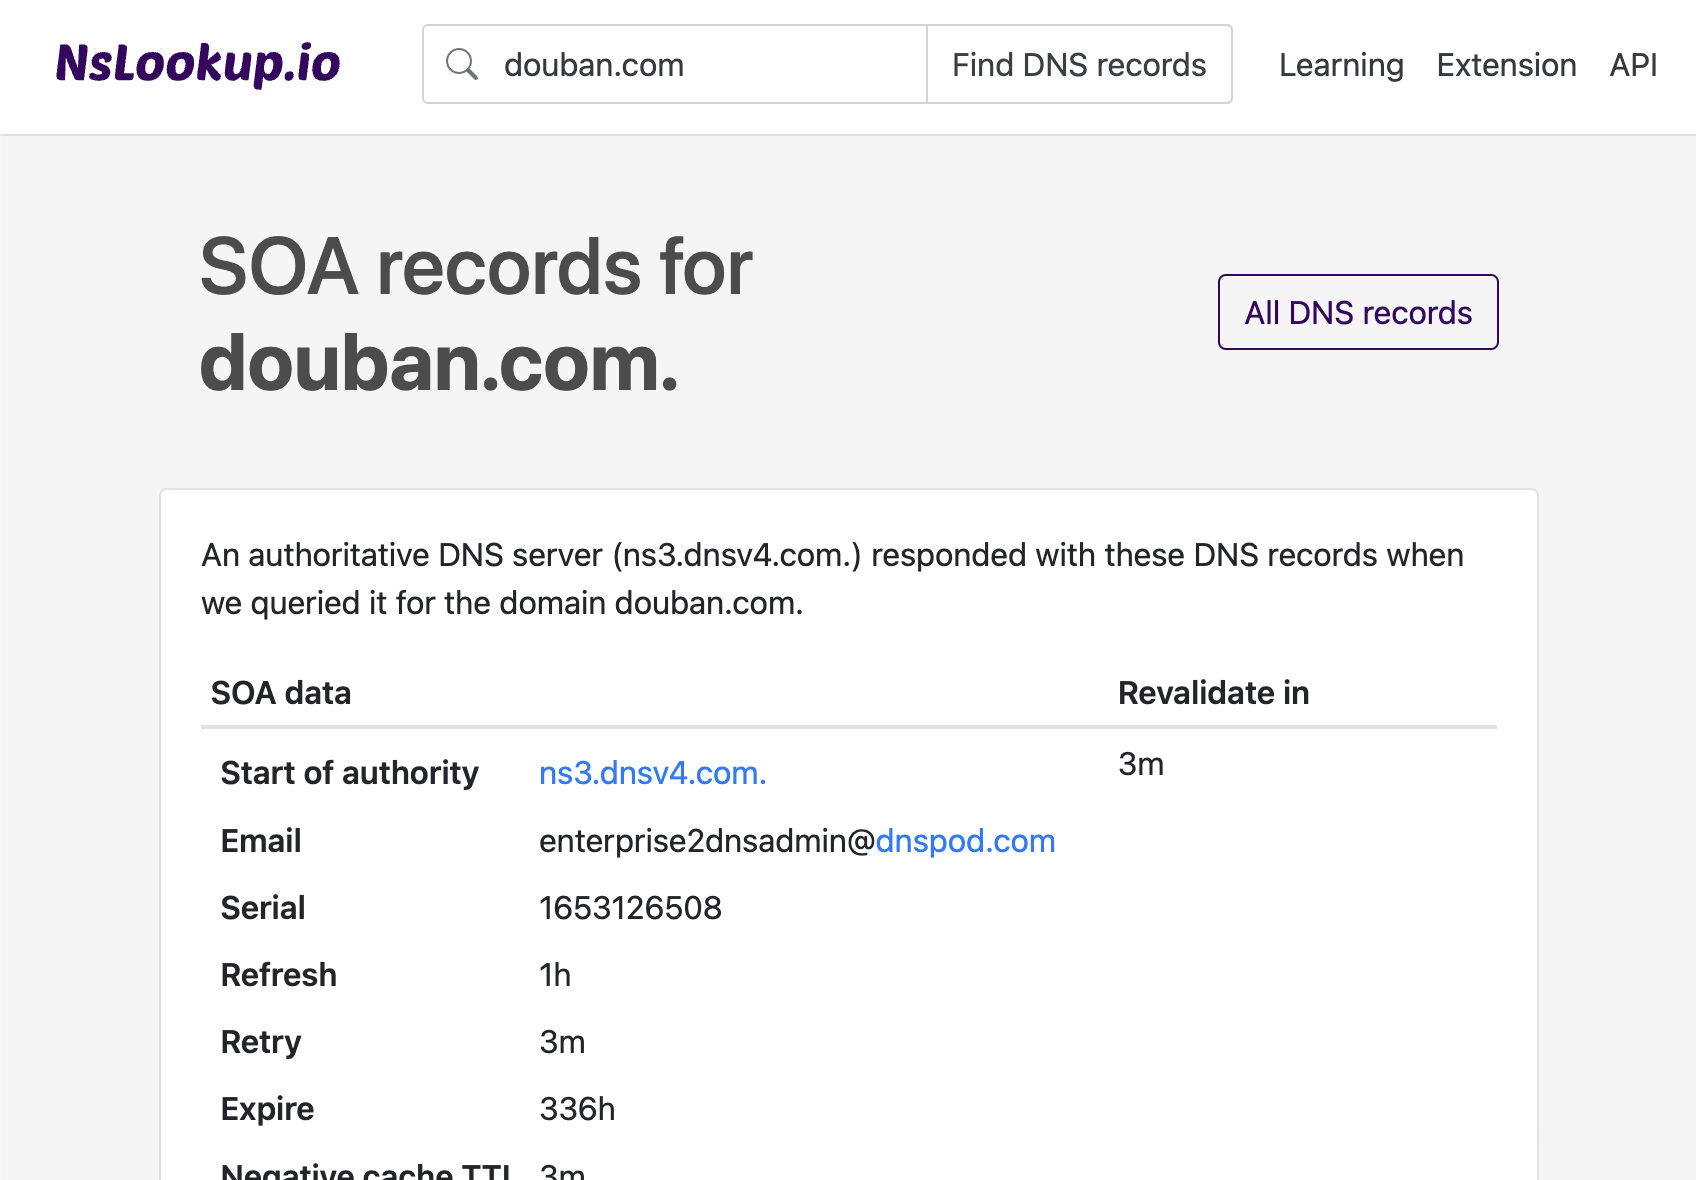 NsLookup.io
douban.com
Find DNS records
Learning
Extension
API
SOA records for
douban.com.
All DNS records
An authoritative DNS server (ns3.dnsv4.com.) responded with these DNS records when
we queried it for the domain douban.com.
SOA data
Revalidate in
Start of authority ns3.dnsv4.com. 3m
Email enterprise2dnsadmin@dnspod.com
Serial 1653126508
Refresh 1h
Retry 3m
Expire 336h
Negative cache TTL 3m